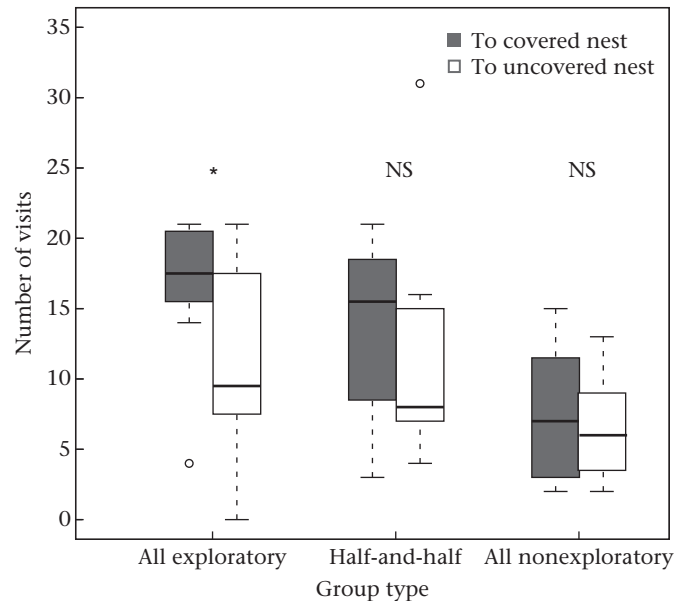 35
To covered nest
To uncovered nest
30
25
* NS NS
20
15
10
5
0
Number of visits
All exploratory Half-and-half All nonexploratory
Group type